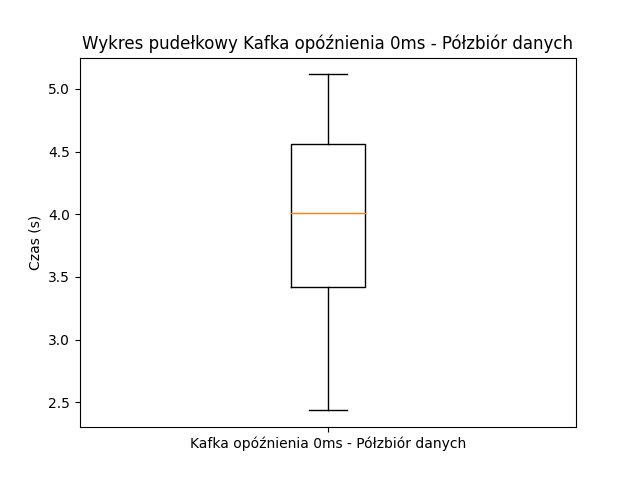 Wykres pudełkowy Kafka opóźnienia 0ms - Półzbiór danych
5.0
4.5
4.0
3.5
3.0
2.5
Czas (s)
Kafka opóźnienia 0ms - Półzbiór danych